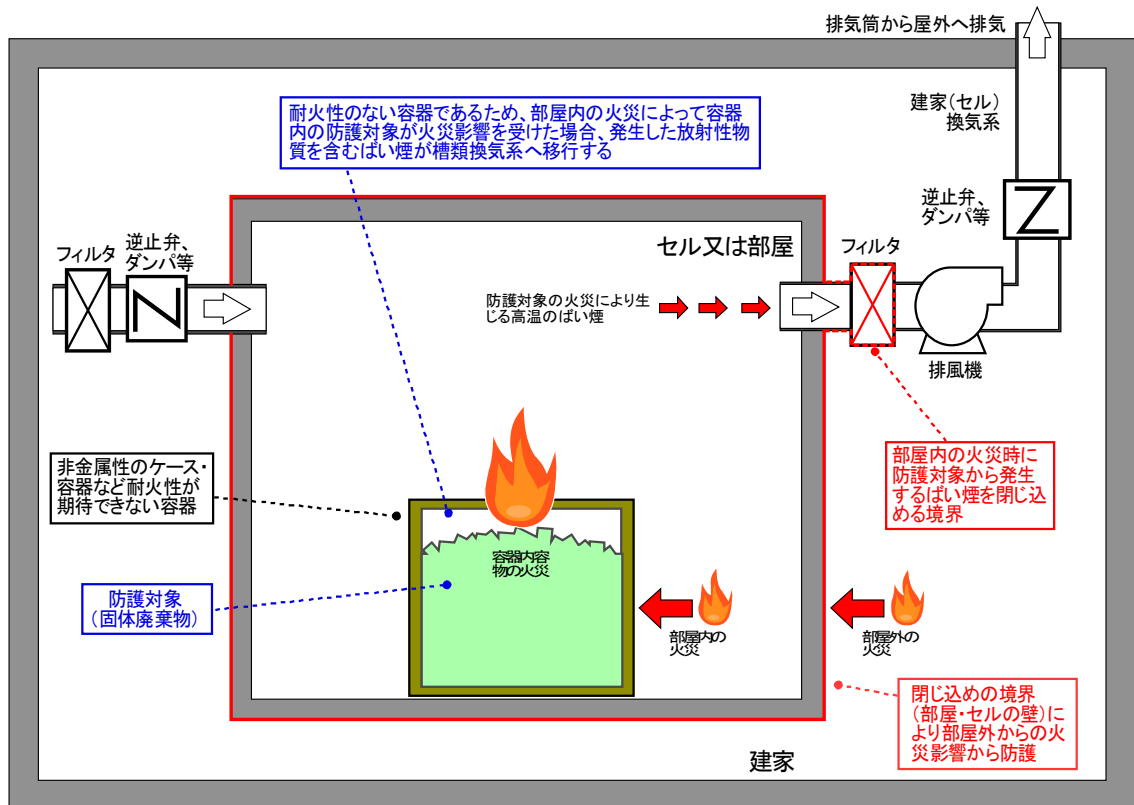 排気筒から屋外へ排気
建家(セル)
換気系
耐火性のない容器であるため、部屋内の火災によって容器
内の防護対象が火災影響を受けた場合、発生した放射性物
質を含むばい煙が槽類換気系へ移行する
逆止弁、
ダンパ等
フィルタ
逆止弁、
ダンパ等
セル又は部屋
フィルタ
防護対象の火災により生
じる高温のばい煙
排風機
非金属性のケース・
容器など耐火性が
期待できない容器
部屋内の火災時に
防護対象から発生
するばい煙を閉じ込
める境界
容器内容
物の火災
防護対象
(固体廃棄物)
部屋内の
火災
部屋外の
火災
閉じ込めの境界
(部屋・セルの壁)に
より部屋外からの火
災影響から防護
建家